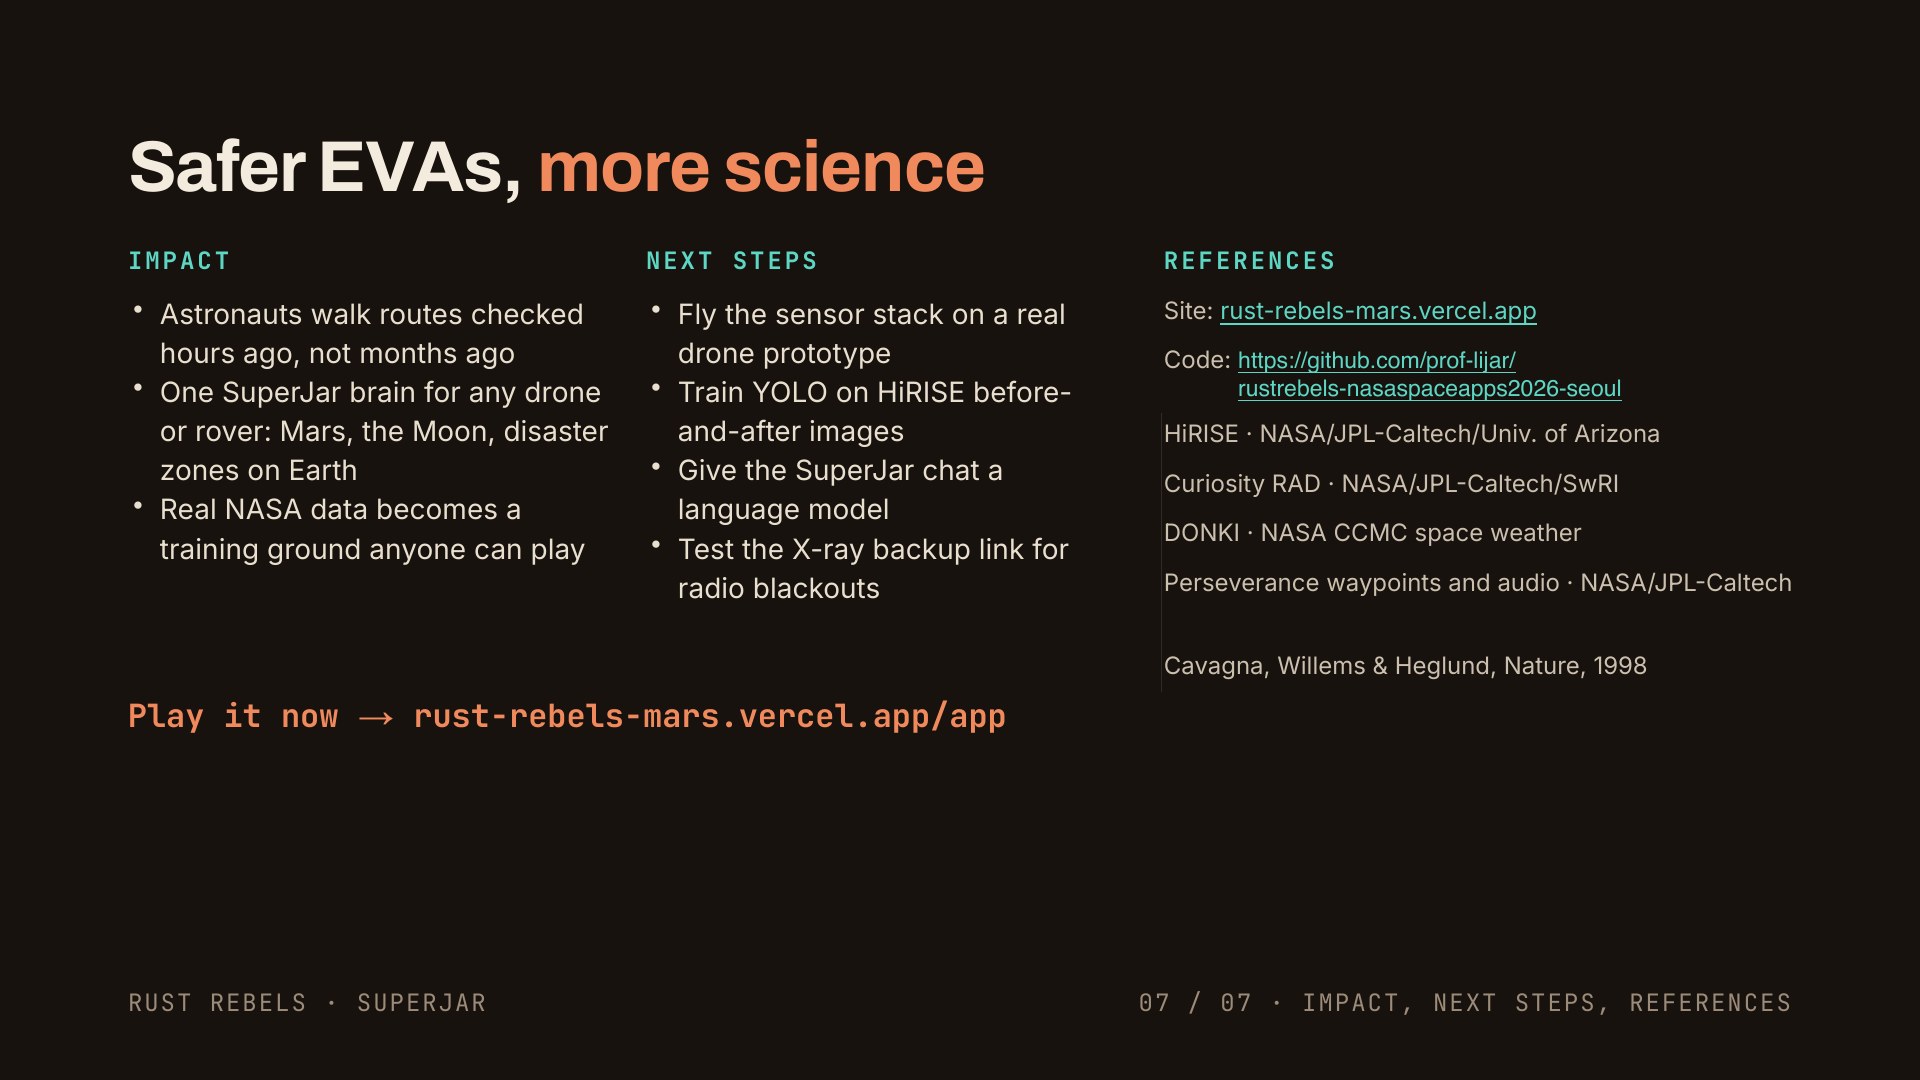 Safer EVAs, more science
IMPACT
• Astronauts walk routes checked
hours ago, not months ago
• One SuperJar brain for any drone
or rover: Mars, the Moon, disaster
zones on Earth
• Real NASA data becomes a
training ground anyone can play
NEXT STEPS
• Fly the sensor stack on a real
drone prototype
• Train YOLO on HiRISE before-
and-after images
• Give the SuperJar chat a
language model
• Test the X-ray backup link for
radio blackouts
REFERENCES
Site: rust-rebels-mars.vercel.app
Code: https://github.com/prof-lijar/
rustrebels-nasaspaceapps2026-seoul
HiRISE · NASA/JPL-Caltech/Univ. of Arizona
Curiosity RAD · NASA/JPL-Caltech/SwRI
DONKI · NASA CCMC space weather
Perseverance waypoints and audio · NASA/JPL-Caltech
Cavagna, Willems & Heglund, Nature, 1998
Play it now → rust-rebels-mars.vercel.app/app
RUST REBELS · SUPERJAR
07 / 07 · IMPACT, NEXT STEPS, REFERENCES